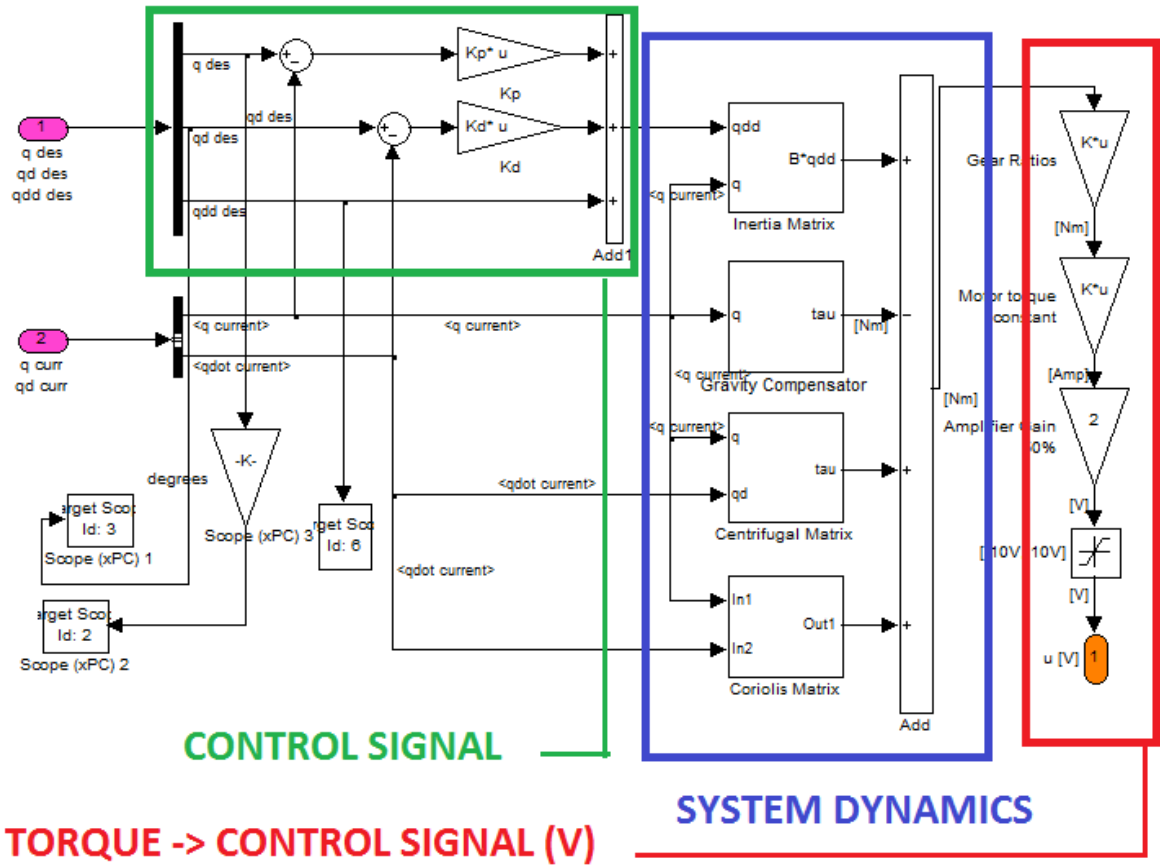 q des
Kp* u
Kp
qd des
1
q des
qd des
qdd des
qd des
Kd* u
Kd
qdd des
Add1
qdd
q
B*qdd
<q current>
Inertia Matrix
Gear Ratios
K*u
[Nm]
K*u
Motor torque
constant
[Amp]
2
q curr
qd curr
<q current>
<q current>
<qdot current>
q
tau
[Nm]
<q current>
Gravity Compensator
[Nm]
Amplifier Gain
2
<q current>
q
qd
tau
Centrifugal Matrix
<qdot current>
[V]
-K-
degrees
Id: 3
Scope (xPC) 1
Scope (xPC) 3
Id: 6
<qdot current>
[V]
In1
In2
Out1
Coriolis Matrix
Id: 2
Scope (xPC) 2
u [V]
1
Add
CONTROL SIGNAL
SYSTEM DYNAMICS
TORQUE -> CONTROL SIGNAL (V)